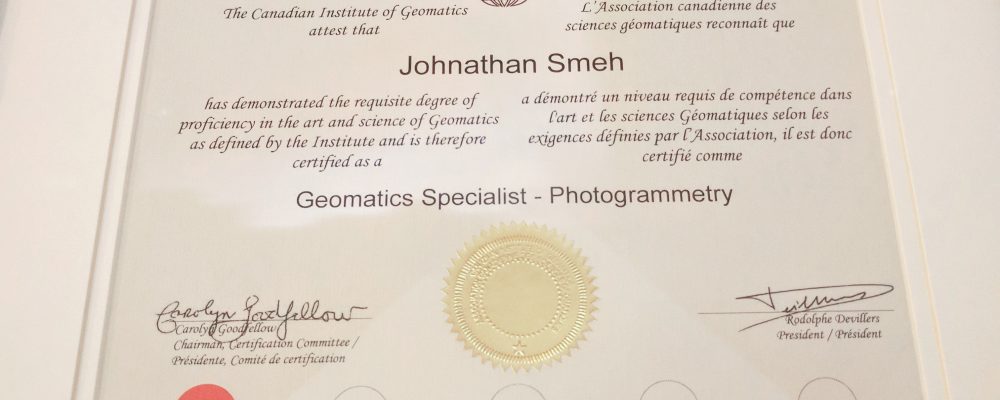 The Canadian Institute of Geomatics
attest that
L'Association canadienne des
sciences géomatiques reconnaît que
Johnathan Smeh
has demonstrated the requisite degree of
proficiency in the art and science of Geomatics
as defined by the Institute and is therefore
certified as a
a démontré un niveau requis de compétence dans
l'art et les sciences Géomatiques selon les
exigences définies par l'Association, il est donc
certifié comme
Geomatics Specialist - Photogrammetry
Carolyn Goodfellow
Carolyn Goodfellow
Chairman, Certification Committee /
Présidente, Comité de certification
Rodolphe Devillers
President / Président